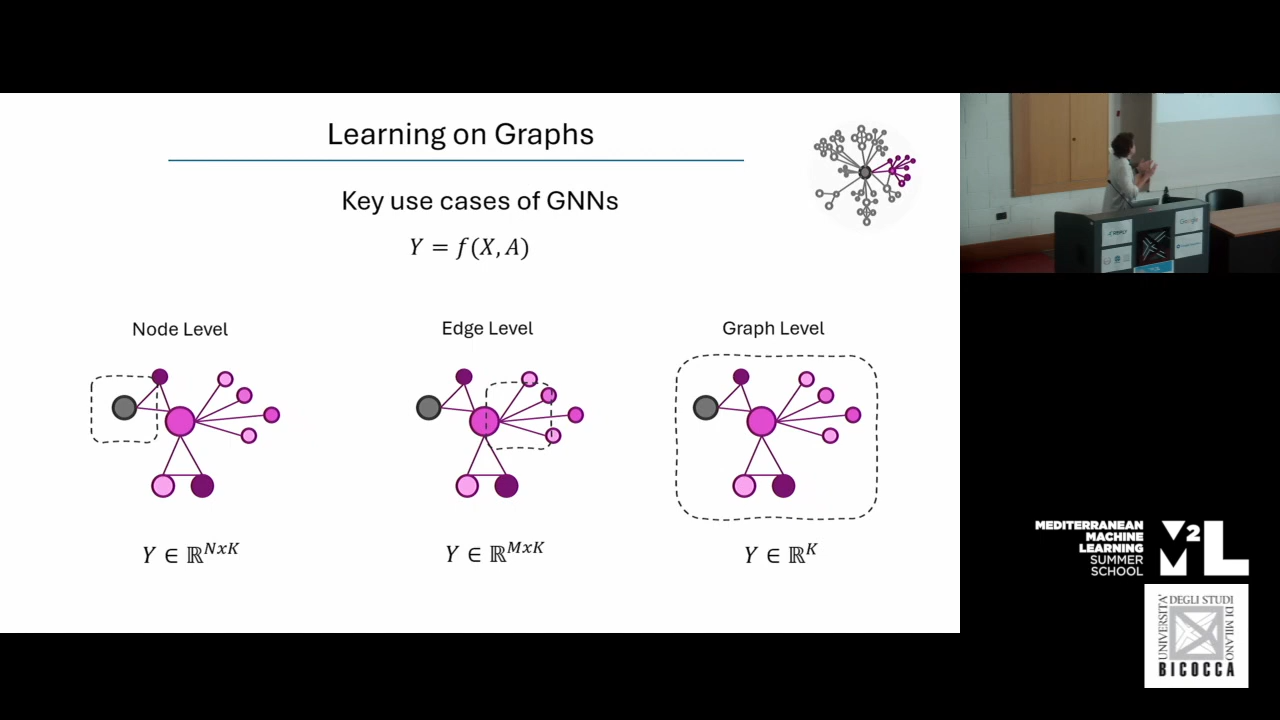 Learning on Graphs
Key use cases of GNNs
Y = f(X, A)
Node Level
Edge Level
Graph Level
Y ∈ ℝ^{NxK}
Y ∈ ℝ^{MxK}
Y ∈ ℝ^{K}
Google
MEDITERRANEAN
MACHINE
LEARNING
SUMMER
SCHOOL
M2L
UNIVERSITÀ
DEGLI STUDI
DI MILANO
BICOCCA